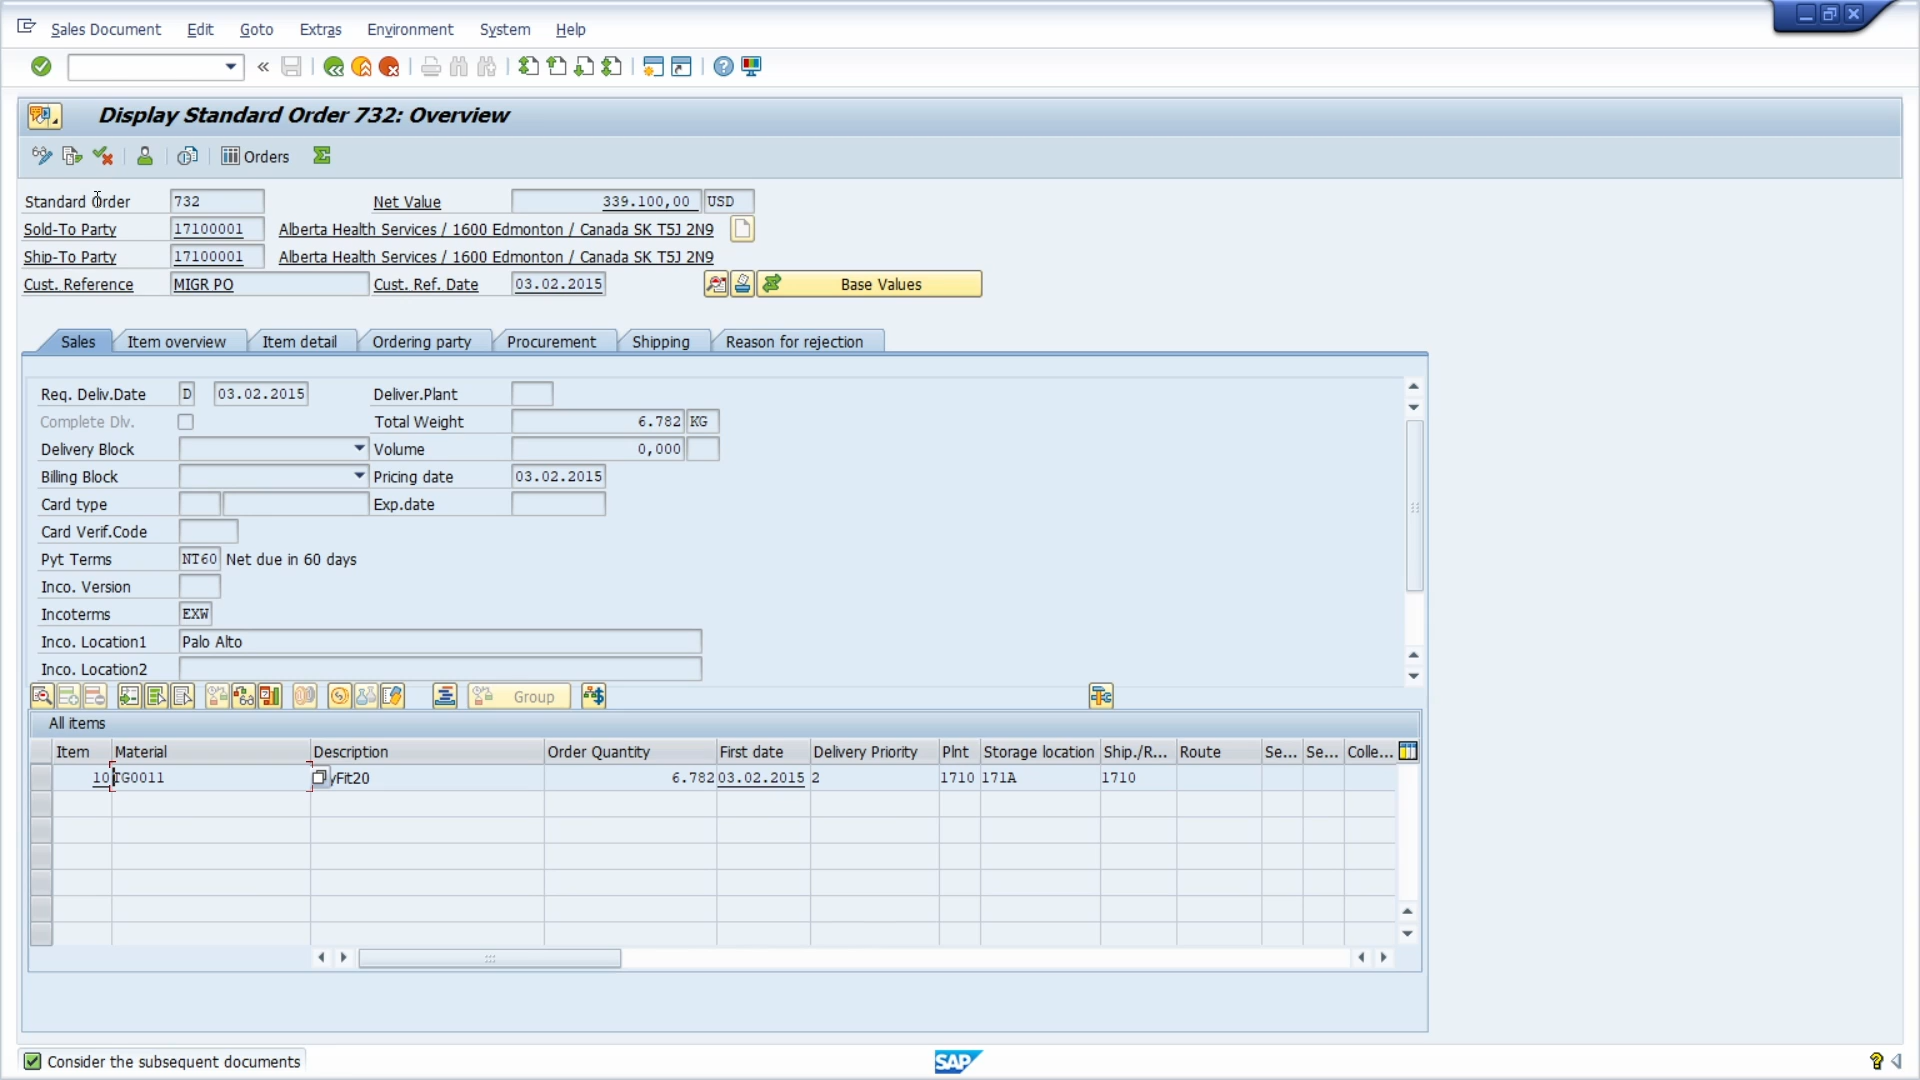 Sales Document Edit Goto Extras Environment System Help
Display Standard Order 732: Overview
Orders
Standard Order 732 Net Value 339.100,00 USD
Sold-To Party 17100001 Alberta Health Services / 1600 Edmonton / Canada SK T5J 2N9
Ship-To Party 17100001 Alberta Health Services / 1600 Edmonton / Canada SK T5J 2N9
Cust. Reference MIGR PO Cust. Ref. Date 03.02.2015 Base Values
Sales Item overview Item detail Ordering party Procurement Shipping Reason for rejection
Req. Deliv.Date D 03.02.2015 Deliver.Plant
Complete Dlv. Total Weight 6.782 KG
Delivery Block Volume 0,000
Billing Block Pricing date 03.02.2015
Card type Exp.date
Card Verif.Code
Pyt Terms NT60 Net due in 60 days
Inco. Version
Incoterms EXW
Inco. Location1 Palo Alto
Inco. Location2
Group
All items
Item Material Description Order Quantity First date Delivery Priority Plnt Storage location Ship./R... Route Se... Se... Colle...
10 TG0011 yFit20 6.782 03.02.2015 2 1710 171A 1710
Consider the subsequent documents SAP